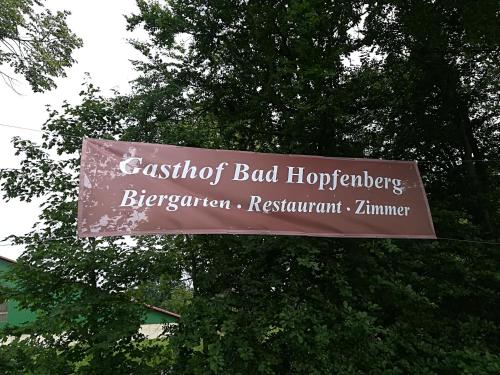 Gasthof Bad Hopfenberg
Biergarten · Restaurant · Zimmer